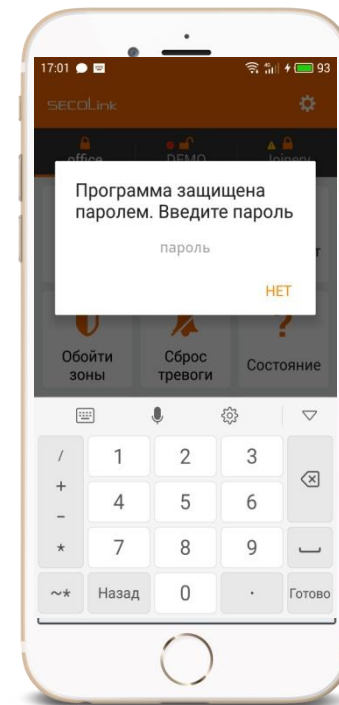 17:01 93
SECOLink
office DEMO Joinery
Программа защищена
паролем. Введите пароль
пароль
НЕТ
Обойти зоны
Сброс тревоги
Состояние
/ 1 2 3
+
- 4 5 6
* 7 8 9
~* Назад 0 . Готово